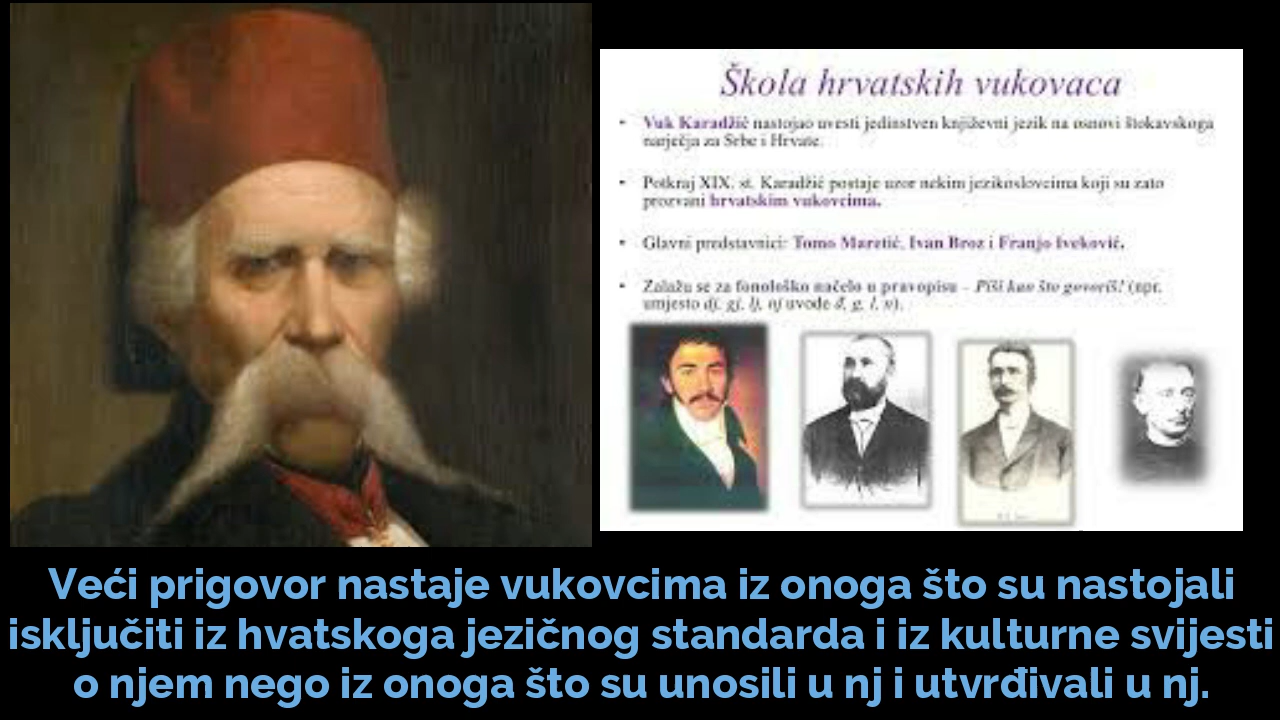 Škola hrvatskih vukovaca
• Vuk Karadžić nastojao uvesti jedinstven književni jezik na osnovi štokavskoga
narječja za Srbe i Hrvate.
• Potkraj XIX. st. Karadžić postaje uzor nekim jezikoslovcima koji su zato
prozvani hrvatskim vukovcima.
• Glavni predstavnici: Tomo Maretić, Ivan Broz i Franjo Iveković.
• Zalažu se za fonološko načelo u pravopisu – Piši kao što govoriš! (npr.
umjesto dj, gj, lj, nj uvode đ, g, l, n).
Veći prigovor nastaje vukovcima iz onoga što su nastojali
isključiti iz hvatskoga jezičnog standarda i iz kulturne svijesti
o njem nego iz onoga što su unosili u nj i utvrđivali u nj.